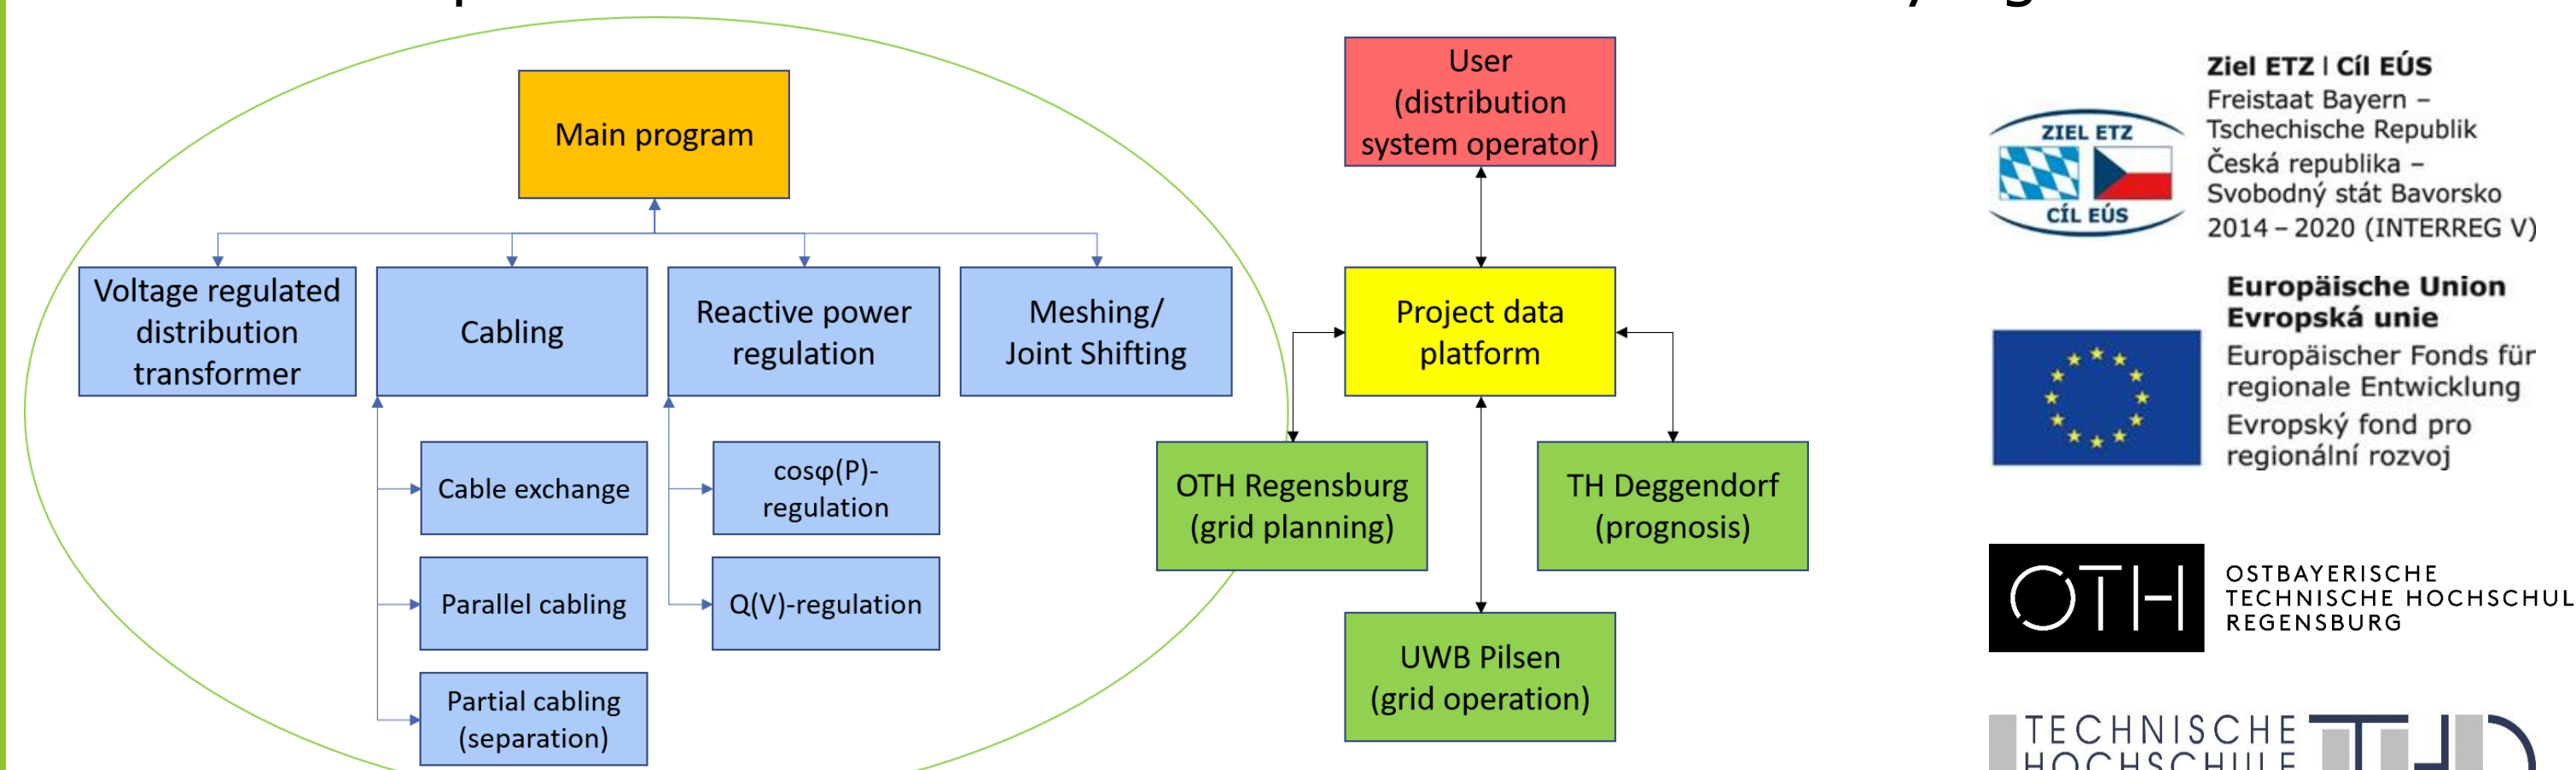 Main program
Voltage regulated
distribution
transformer
Cabling
Reactive power
regulation
Meshing/
Joint Shifting
Cable exchange
Parallel cabling
Partial cabling
(separation)
cosφ(P)-
regulation
Q(V)-regulation
User
(distribution
system operator)
Project data
platform
OTH Regensburg
(grid planning)
TH Deggendorf
(prognosis)
UWB Pilsen
(grid operation)
ZIEL ETZ
CÍL EÚS
Ziel ETZ | Cíl EÚS
Freistaat Bayern –
Tschechische Republik
Česká republika –
Svobodný stát Bavorsko
2014 – 2020 (INTERREG V)
Europäische Union
Evropská unie
Europäischer Fonds für
regionale Entwicklung
Evropský fond pro
regionální rozvoj
OTH
OSTBAYERISCHE
TECHNISCHE HOCHSCHUL
REGENSBURG
TECHNISCHE
HOCHSCHULE